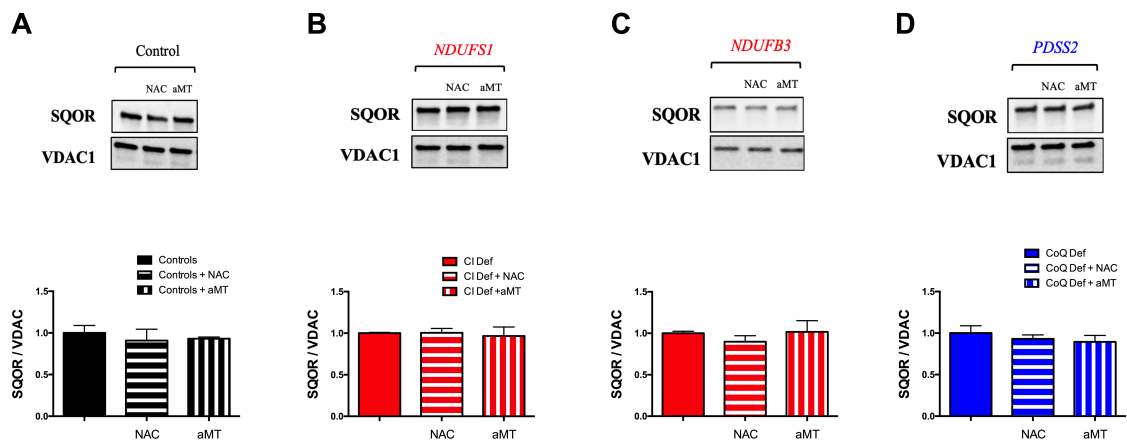 A
Control
NAC aMT
SQOR
VDAC1
Controls
Controls + NAC
Controls + aMT
SQOR / VDAC
1.5
1.0
0.5
0.0
NAC aMT
B
NDUFS1
NAC aMT
SQOR
VDAC1
CI Def
CI Def + NAC
CI Def +aMT
SQOR / VDAC
1.5
1.0
0.5
0.0
NAC aMT
C
NDUFB3
NAC aMT
SQOR
VDAC1
SQOR / VDAC
1.5
1.0
0.5
0.0
NAC aMT
D
PDSS2
NAC aMT
SQOR
VDAC1
CoQ Def
CoQ Def + NAC
CoQ Def + aMT
SQOR / VDAC
1.5
1.0
0.5
0.0
NAC aMT